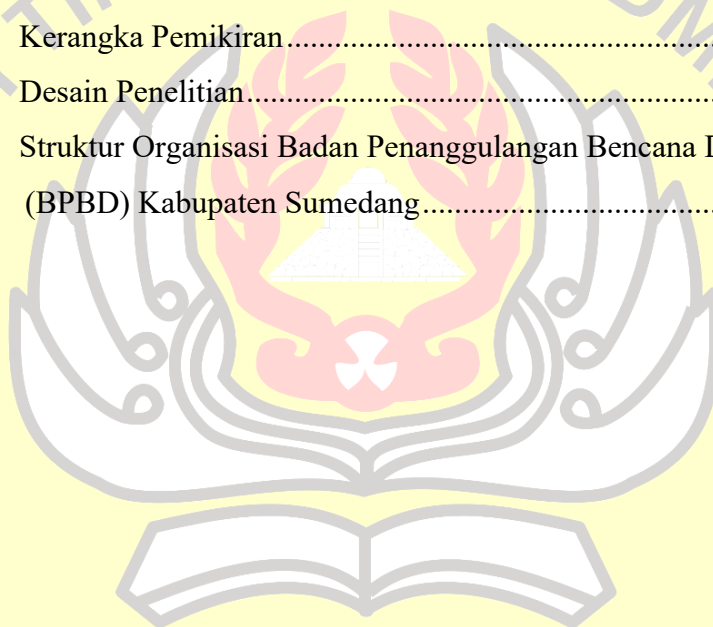 Kerangka Pemikiran..........................................................
Desain Penelitian................................................................
Struktur Organisasi Badan Penanggulangan Bencana D
(BPBD) Kabupaten Sumedang........................................